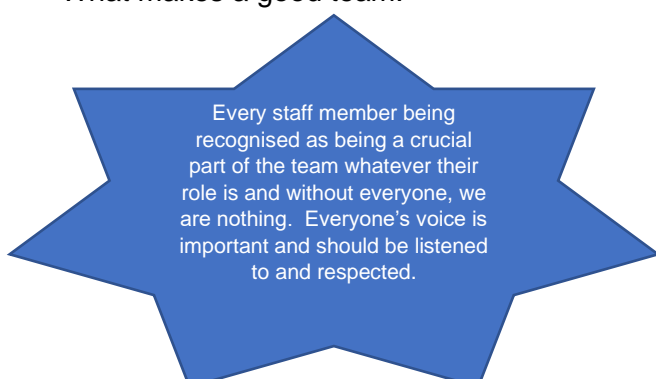 What makes a good team.
Every staff member being
recognised as being a crucial
part of the team whatever their
role is and without everyone, we
are nothing.  Everyone’s voice is
important and should be listened
to and respected.